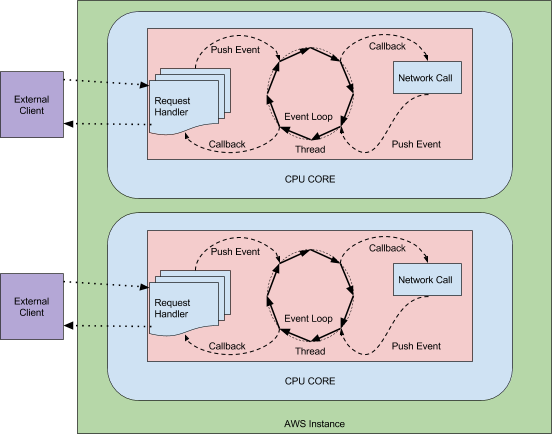 Push Event
Callback
External
Client
Request
Handler
Event Loop
Network Call
Callback
Thread
Push Event
CPU CORE
Push Event
Callback
External
Client
Request
Handler
Event Loop
Network Call
Callback
Thread
Push Event
CPU CORE
AWS Instance